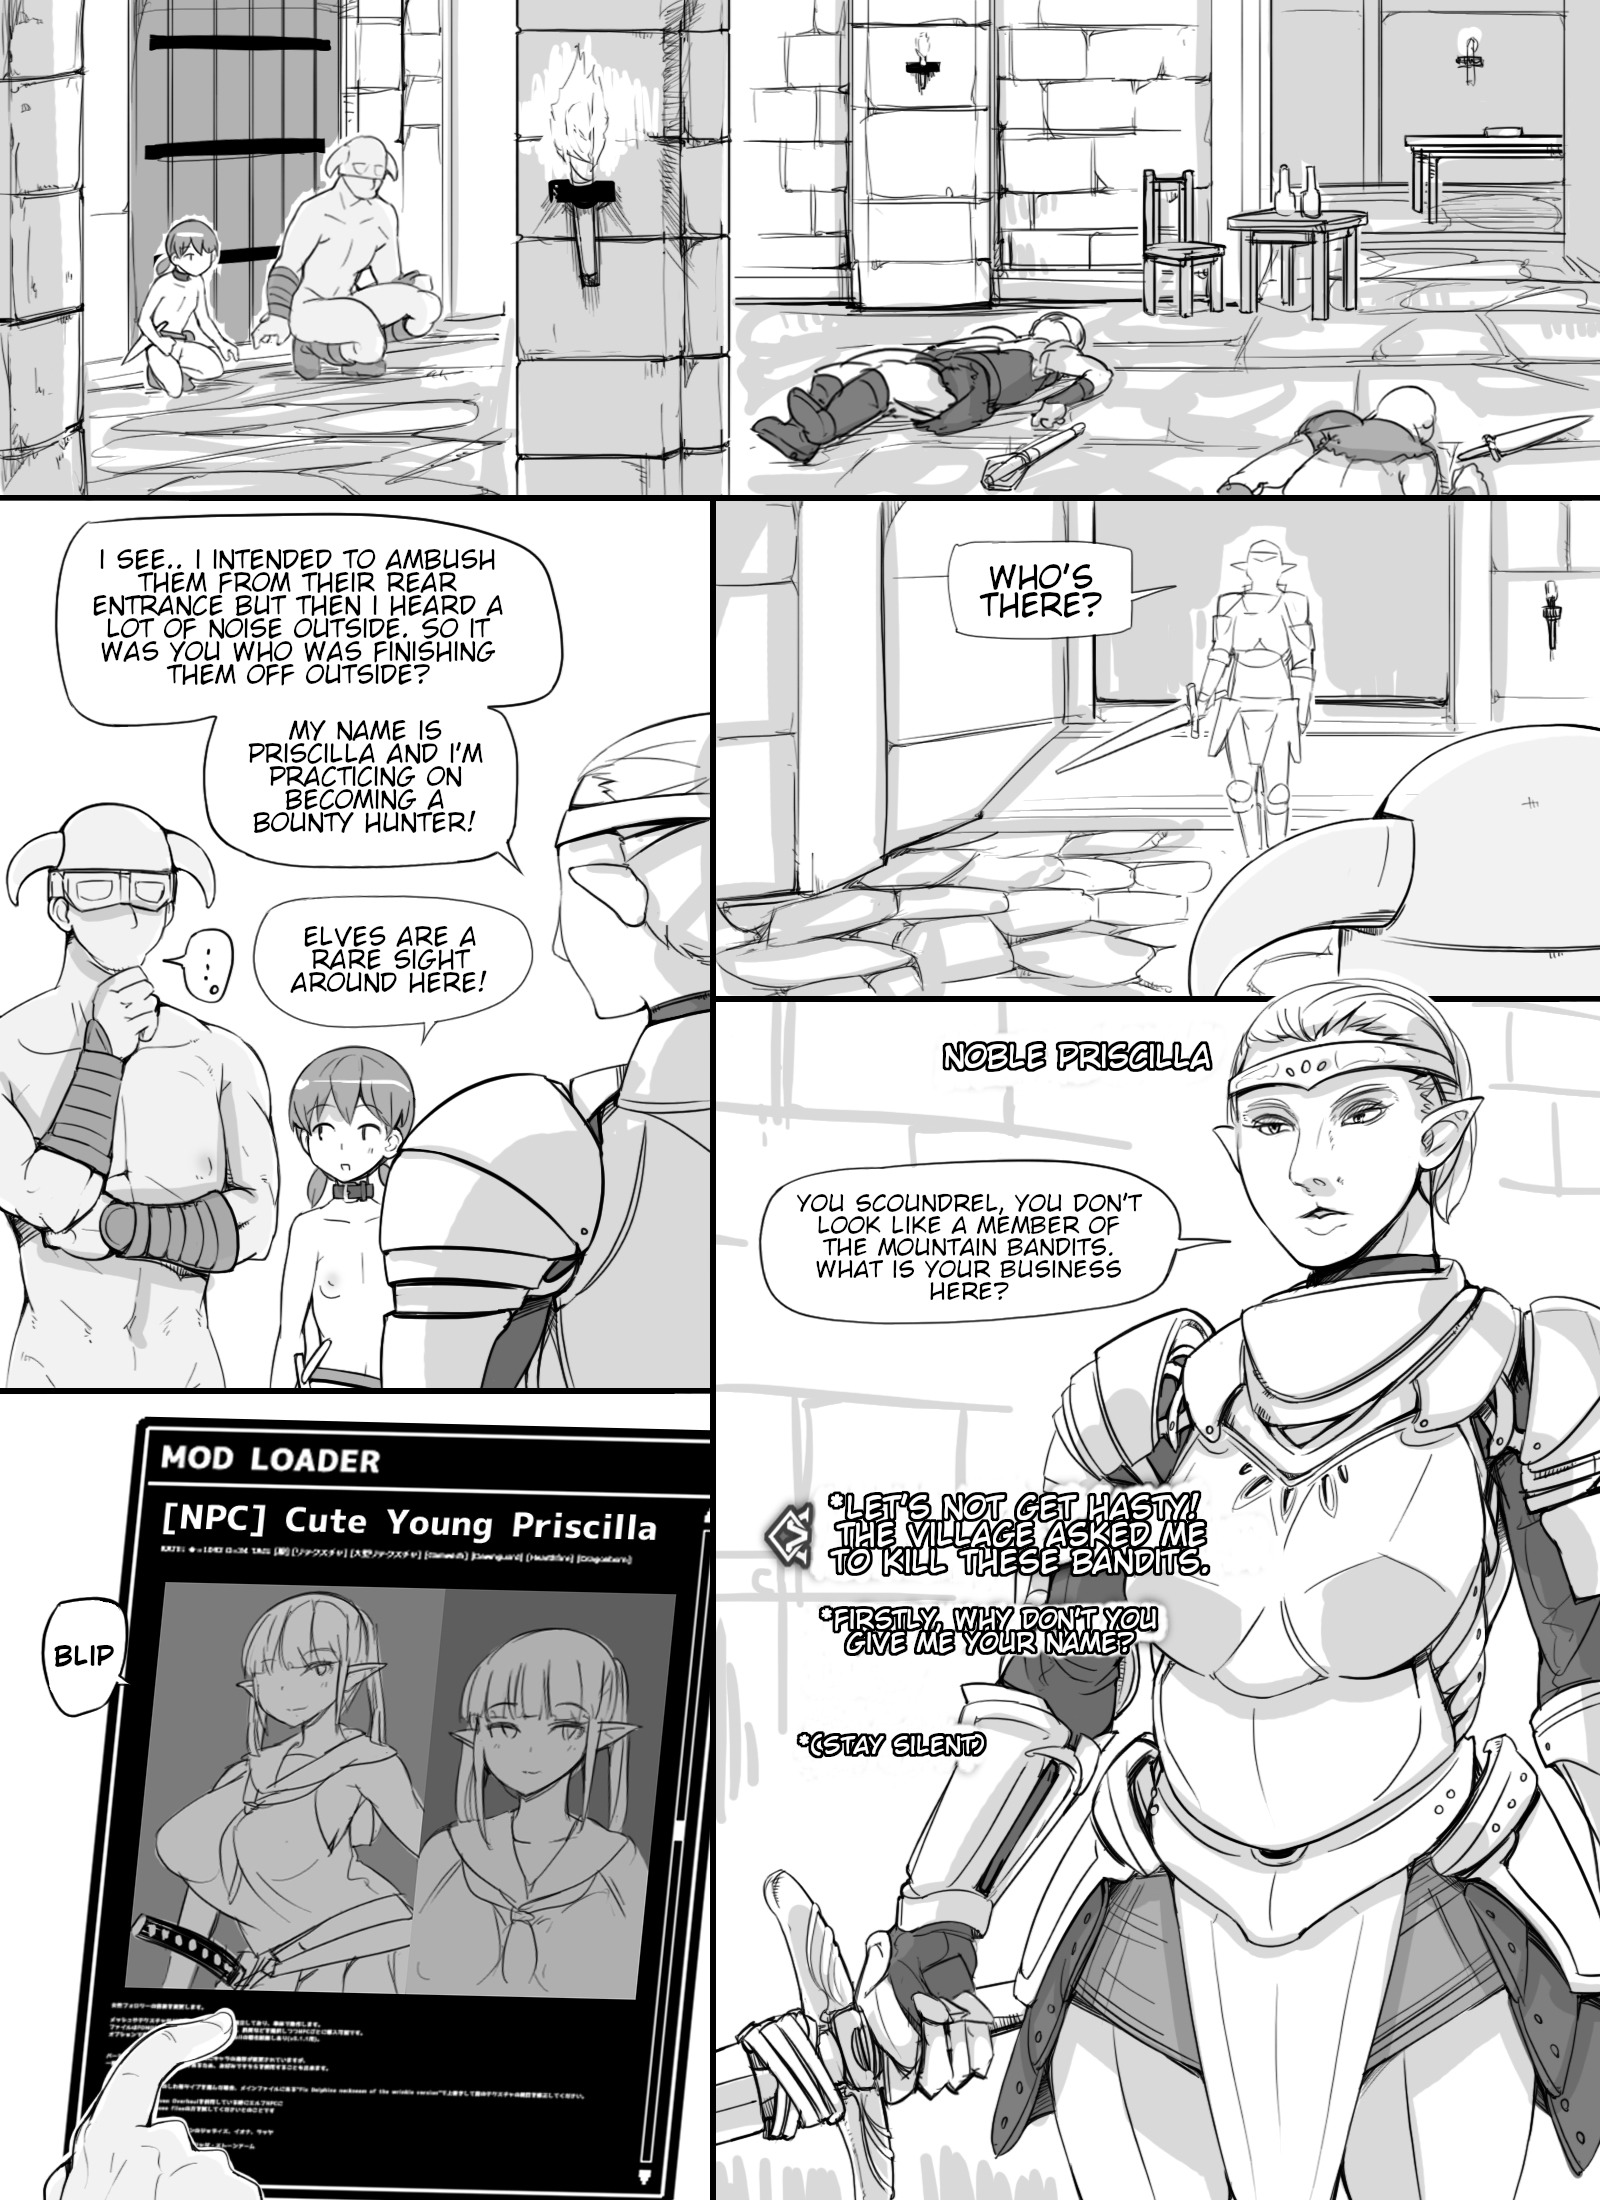 WHO'S
THERE?
NOBLE PRISCILLA
YOU SCOUNDREL, YOU DON'T
LOOK LIKE A MEMBER OF
THE MOUNTAIN BANDITS.
WHAT IS YOUR BUSINESS
HERE?
*LET'S NOT GET HASTY!
THE VILLAGE ASKED ME
TO KILL THESE BANDITS.
*FIRSTLY, WHY DON'T YOU
GIVE ME YOUR NAME?
*(STAY SILENT)
I SEE.. I INTENDED TO AMBUSH
THEM FROM THEIR REAR
ENTRANCE BUT THEN I HEARD A
LOT OF NOISE OUTSIDE. SO IT
WAS YOU WHO WAS FINISHING
THEM OFF OUTSIDE?
MY NAME IS
PRISCILLA AND I'M
PRACTICING ON
BECOMING A
BOUNTY HUNTER!
ELVES ARE A
RARE SIGHT
AROUND HERE!
MOD LOADER
[NPC] Cute Young Priscilla
BLIP